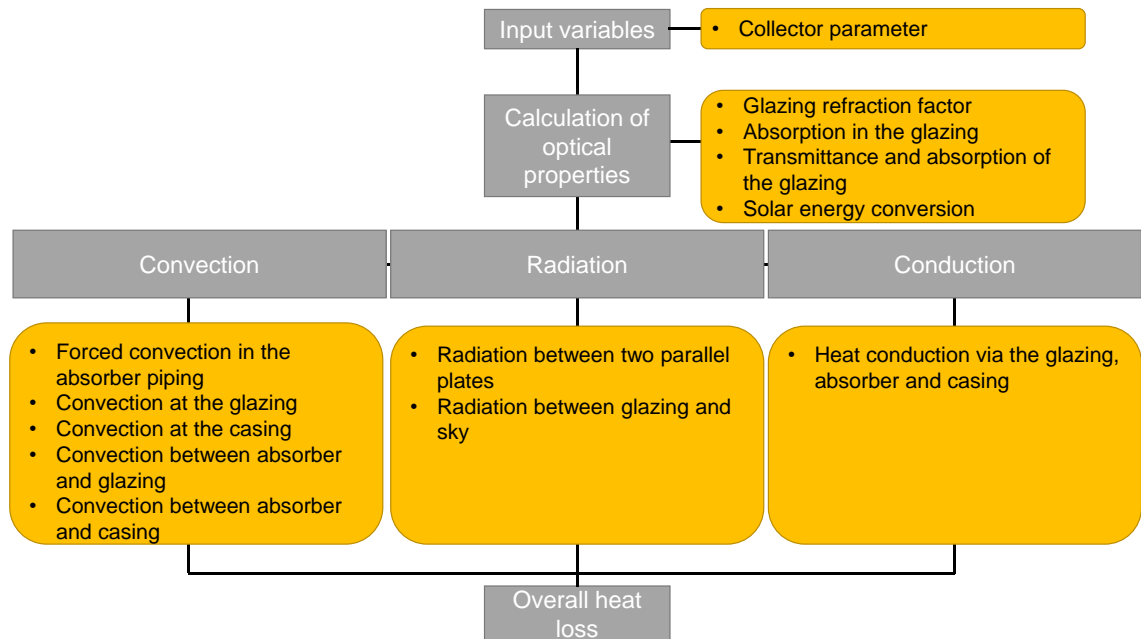 Input variables
• Collector parameter
Calculation of
optical
properties
• Glazing refraction factor
• Absorption in the glazing
• Transmittance and absorption of
the glazing
• Solar energy conversion
Convection
Radiation
Conduction
• Forced convection in the
absorber piping
• Convection at the glazing
• Convection at the casing
• Convection between absorber
and glazing
• Convection between absorber
and casing
• Radiation between two parallel
plates
• Radiation between glazing and
sky
• Heat conduction via the glazing,
absorber and casing
Overall heat
loss